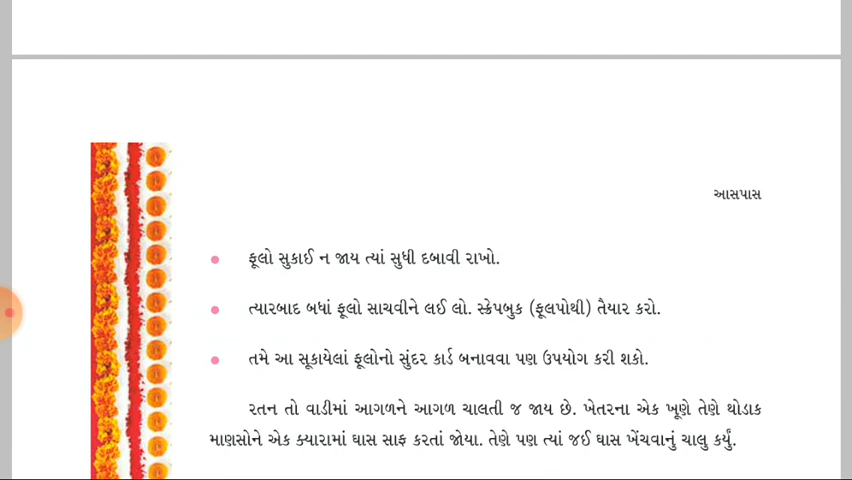 આસપાસ
ફૂલો સુકાઈ ન જાય ત્યાં સુધી દબાવી રાખો.
ત્યારબાદ બધાં ફૂલો સાચવીને લઈ લો. સ્ક્રેપબુક (ફૂલપોથી) તૈયાર કરો.
તમે આ સૂકાયેલાં ફૂલોનો સુંદર કાર્ડ બનાવવા પણ ઉપયોગ કરી શકો.
રતન તો વાડીમાં આગળને આગળ ચાલતી જ જાય છે. ખેતરના એક ખૂણે તેણે થોડાક
માણસોને એક ક્યારામાં ઘાસ સાફ કરતાં જોયા. તેણે પણ ત્યાં જઈ ઘાસ ખેંચવાનું ચાલુ કર્યું.